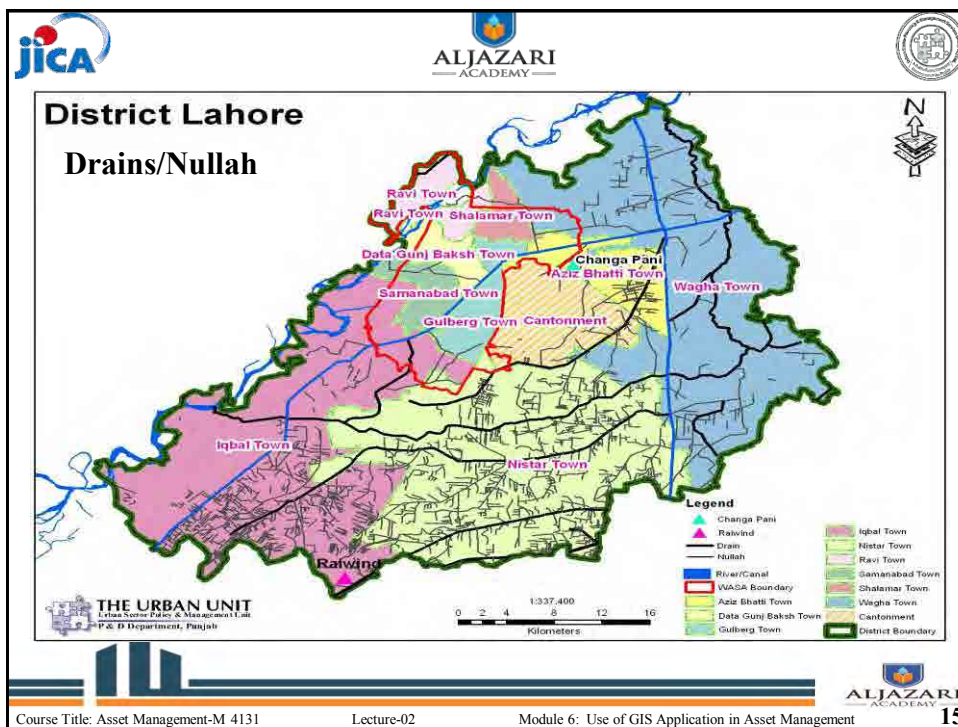 JICA
ALJAZARI
ACADEMY
District Lahore
Drains/Nullah
N
Ravi Town
Ravi Town
Shalamar Town
Data Gunj Baksh Town
Changa Pani
Aziz Bhatti Town
Wagha Town
Samanabad Town
Gulberg Town
Cantonment
Iqbal Town
Nistar Town
Raiwind
Legend
Changa Pani
Raiwind
Drain
Nullah
River/Canal
WASA Boundary
Aziz Bhatti Town
Data Gunj Baksh Town
Gulberg Town
Iqbal Town
Nistar Town
Ravi Town
Samanabad Town
Shalamar Town
Wagha Town
Cantonment
District Boundary
1:337,400
0 2 4 8 12 16
Kilometers
THE URBAN UNIT
Urban Sector Policy & Management Unit
P & D Department, Punjab
ALJAZARI
ACADEMY
Course Title: Asset Management-M 4131
Lecture-02
Module 6: Use of GIS Application in Asset Management
15